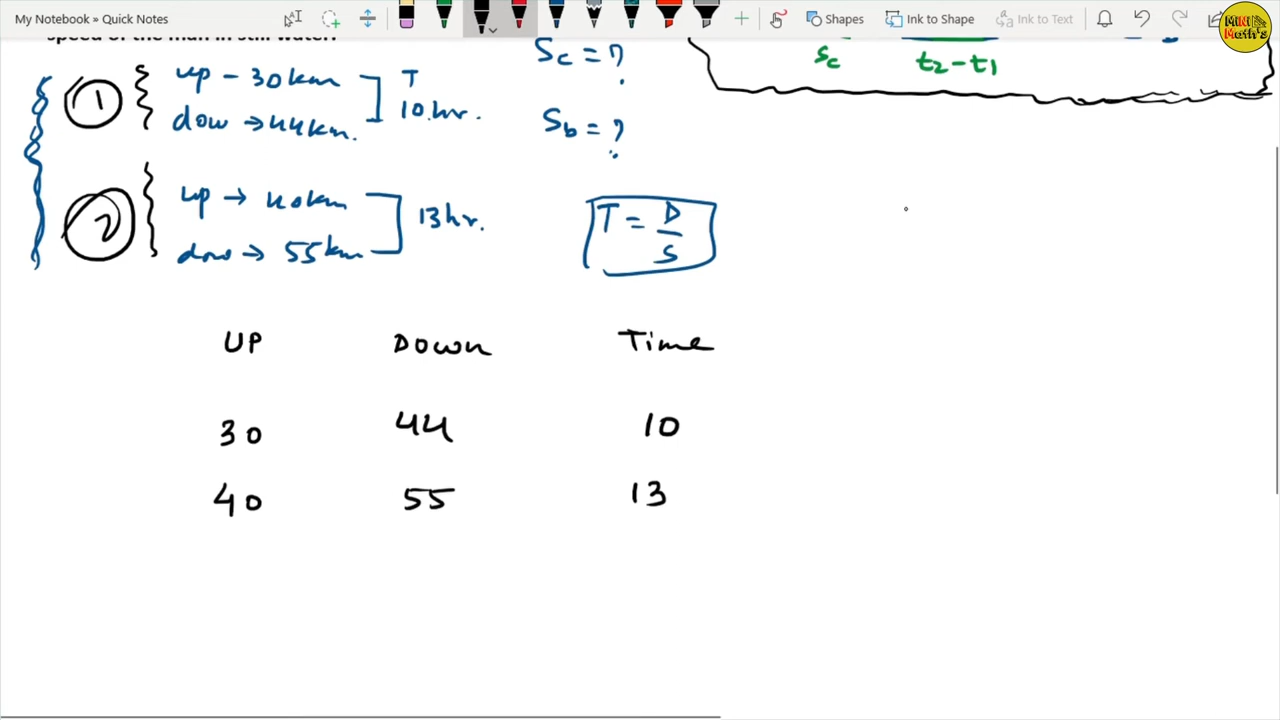 My Notebook » Quick Notes
Shapes
Ink to Shape
Ink to Text
MINI Math's
speed of the man in still water.
① up - 30km
dow → 44km.
T
10.hr.
Sc = ?
Sb = ?
Sc
t2-t1
② up → 40km
dow → 55km
13hr.
T = D/S
UP Down Time
30 44 10
40 55 13